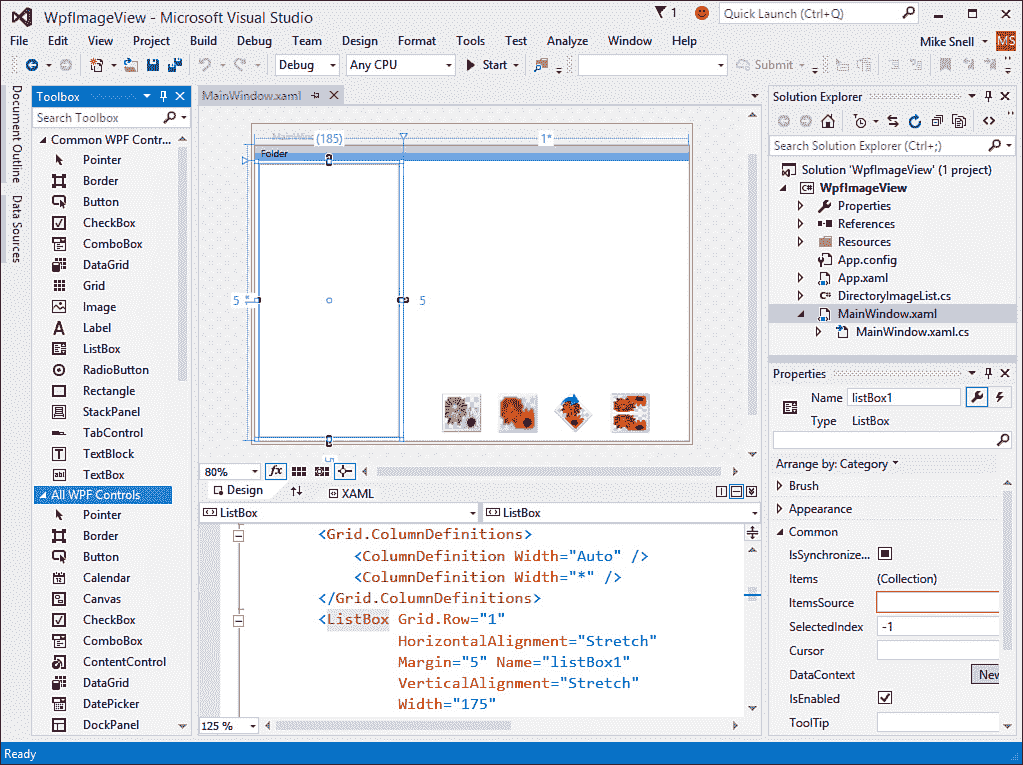 WpfImageView - Microsoft Visual Studio
1
Quick Launch (Ctrl+Q)
File Edit View Project Build Debug Team Design Format Tools Test Analyze Window Help
Mike Snell MS
Debug Any CPU Start Submit
Document Outline
Data Sources
Toolbox
Search Toolbox
Common WPF Contr...
Pointer
Border
Button
CheckBox
ComboBox
DataGrid
Grid
Image
Label
ListBox
RadioButton
Rectangle
StackPanel
TabControl
TextBlock
TextBox
All WPF Controls
Pointer
Border
Button
Calendar
Canvas
CheckBox
ComboBox
ContentControl
DataGrid
DatePicker
DockPanel
MainWindow.xaml
(185) 1*
Folder
5 1* 5
5
80% fx
Design XAML
ListBox ListBox
<Grid.ColumnDefinitions>
<ColumnDefinition Width="Auto" />
<ColumnDefinition Width="*" />
</Grid.ColumnDefinitions>
<ListBox Grid.Row="1"
HorizontalAlignment="Stretch"
Margin="5" Name="listBox1"
VerticalAlignment="Stretch"
Width="175"
125 %
Solution Explorer
Search Solution Explorer (Ctrl+;)
Solution 'WpfImageView' (1 project)
C# WpfImageView
Properties
References
Resources
App.config
App.xaml
C# DirectoryImageList.cs
MainWindow.xaml
MainWindow.xaml.cs
Properties
Name listBox1
Type ListBox
Arrange by: Category
Brush
Appearance
Common
IsSynchronize...
Items (Collection)
ItemsSource
SelectedIndex -1
Cursor
DataContext New
IsEnabled
ToolTip
Ready